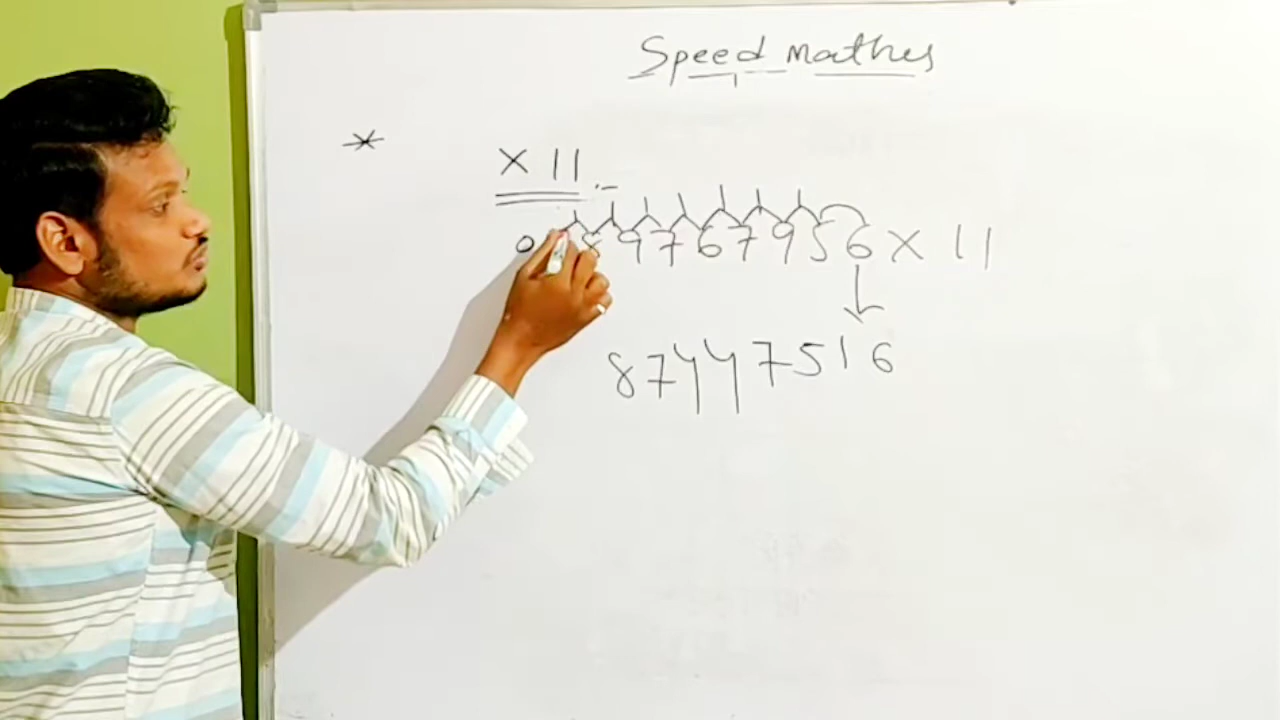 Speed mathes
*
× 11 :-
0 8 9 7 6 7 9 5 6 × 11
8 7 4 4 7 5 1 6